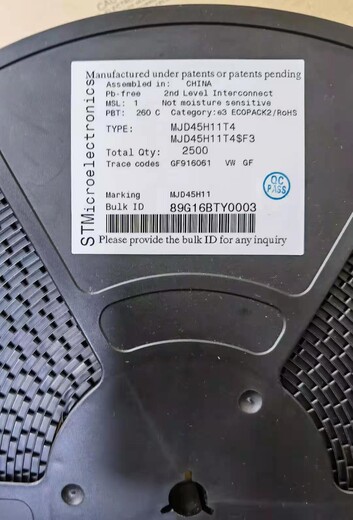 STMicroelectronics
Manufactured under patents or patents pending
Assembled in: CHINA
Pb-free 2nd Level Interconnect
MSL: 1 Not moisture sensitive
PBT: 260 C Category:e3 ECOPACK2/RoHS
TYPE: MJD45H11T4
MJD45H11T4$F3
Total Qty: 2500
Trace codes GF916061 VW GF
QC
PASS
Marking MJD45H11
Bulk ID 89G16BTY0003
Please provide the bulk ID for any inquiry